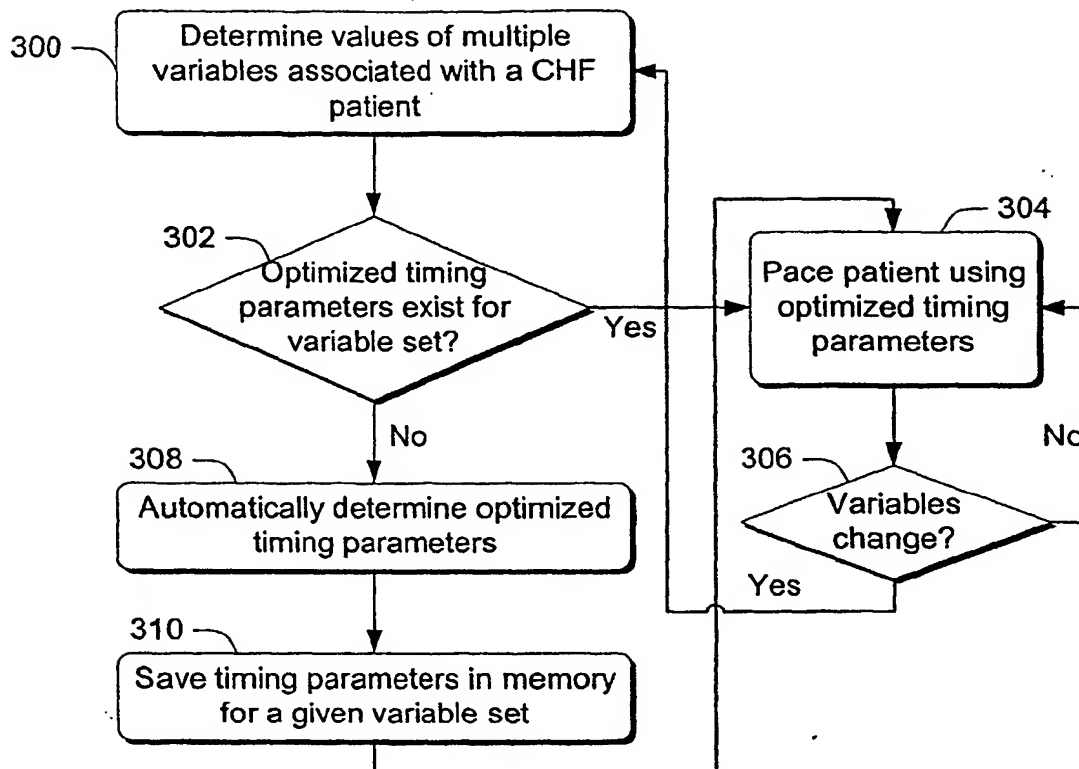 300
Determine values of multiple
variables associated with a CHF
patient
302
Optimized timing
parameters exist for
variable set?
Yes
No
304
Pace patient using
optimized timing
parameters
306
Variables
change?
Yes
No
308
Automatically determine optimized
timing parameters
310
Save timing parameters in memory
for a given variable set